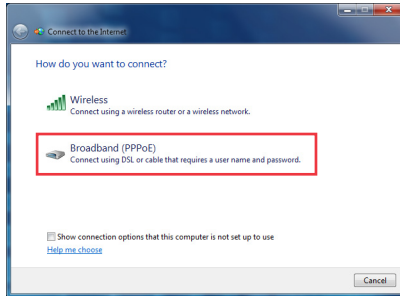 Connect to the Internet
How do you want to connect?
Wireless
Connect using a wireless router or a wireless network.
Broadband (PPPoE)
Connect using DSL or cable that requires a user name and password.
Show connection options that this computer is not set up to use
Help me choose
Cancel